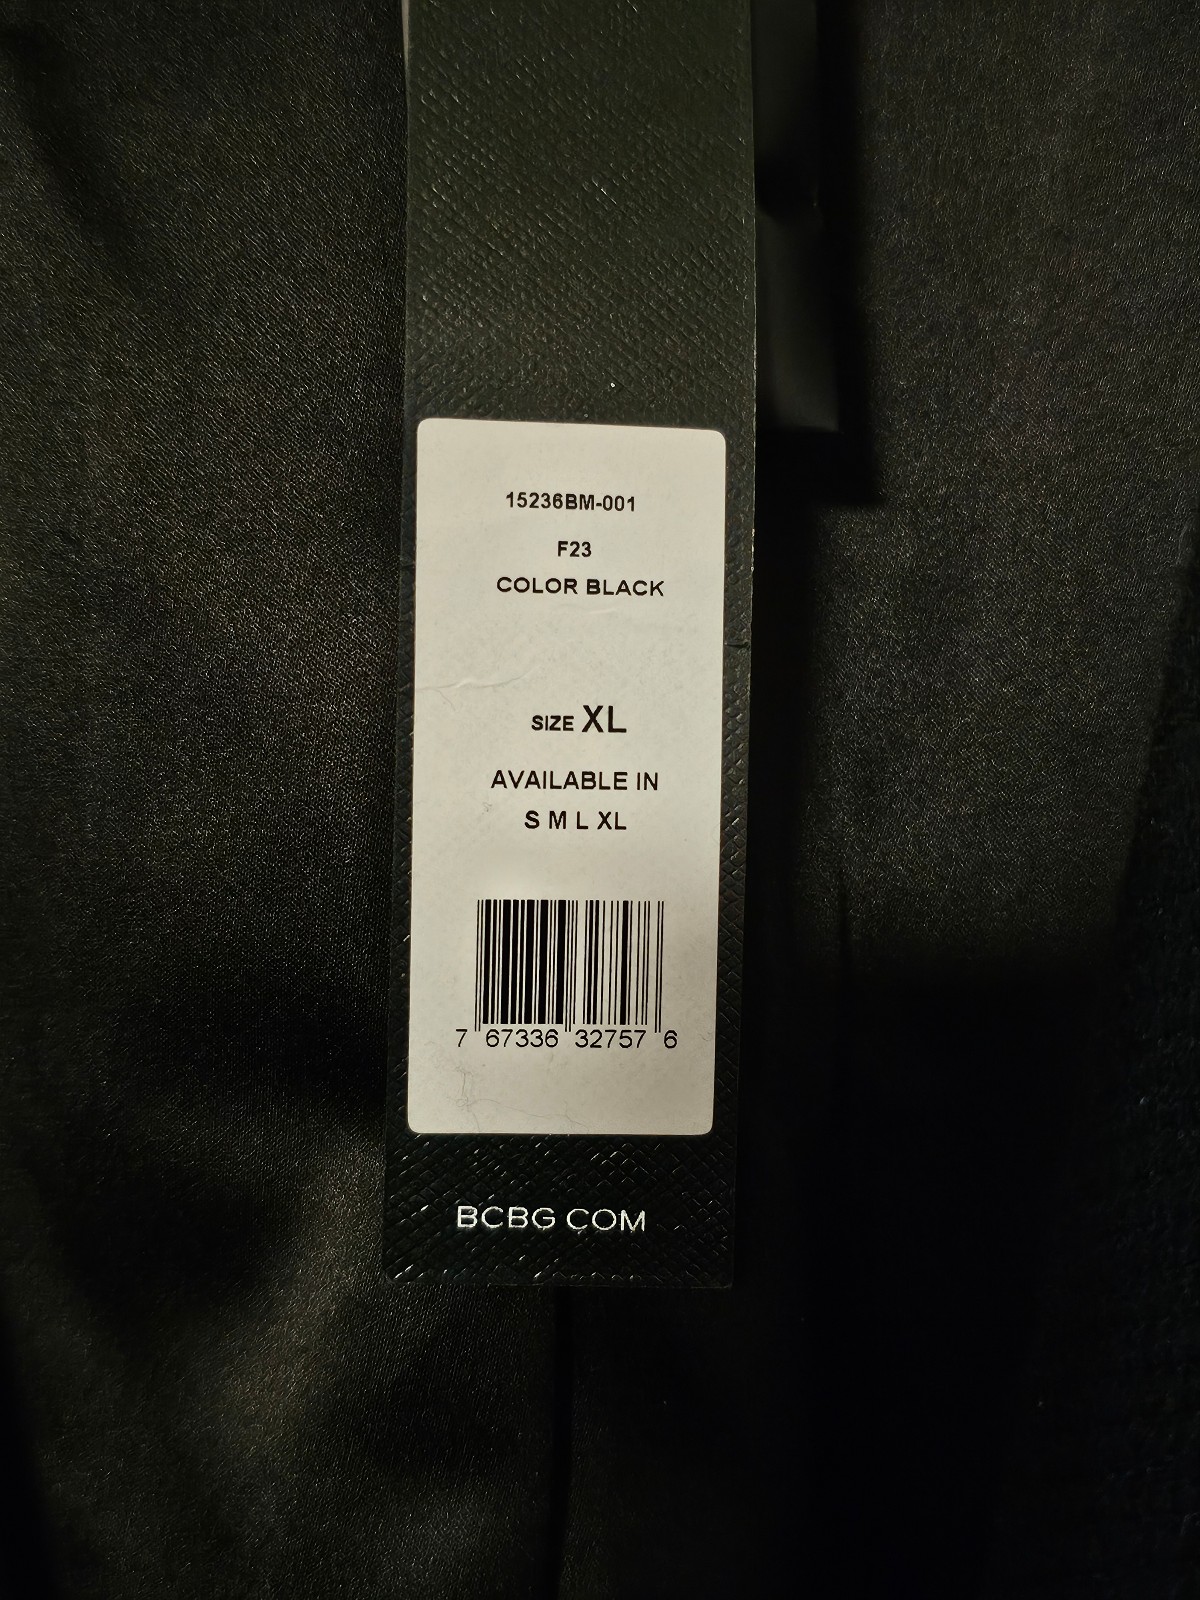 15236BM-001
F23
COLOR BLACK
SIZE XL
AVAILABLE IN
S M L XL
7 67336 32757 6
BCBG COM